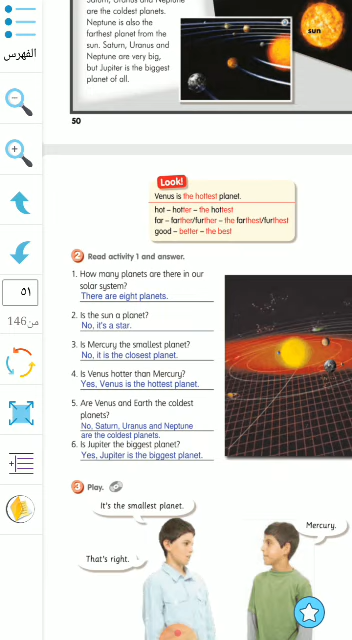 Saturn, Uranus and Neptune
are the coldest planets.
Neptune is also the
farthest planet from the
sun. Saturn, Uranus and
Neptune are very big,
but Jupiter is the biggest
planet of all.
sun
50
الفهرس
Look!
Venus is the hottest planet.
hot – hotter – the hottest
far – farther/further – the farthest/furthest
good – better – the best
2 Read activity 1 and answer.
1. How many planets are there in our
solar system?
There are eight planets.
2. Is the sun a planet?
No, it's a star.
3. Is Mercury the smallest planet?
No, it is the closest planet.
4. Is Venus hotter than Mercury?
Yes, Venus is the hottest planet.
5. Are Venus and Earth the coldest
planets?
No, Saturn, Uranus and Neptune
are the coldest planets.
6. Is Jupiter the biggest planet?
Yes, Jupiter is the biggest planet.
٥١
من146
3 Play.
It's the smallest planet.
Mercury.
That's right.